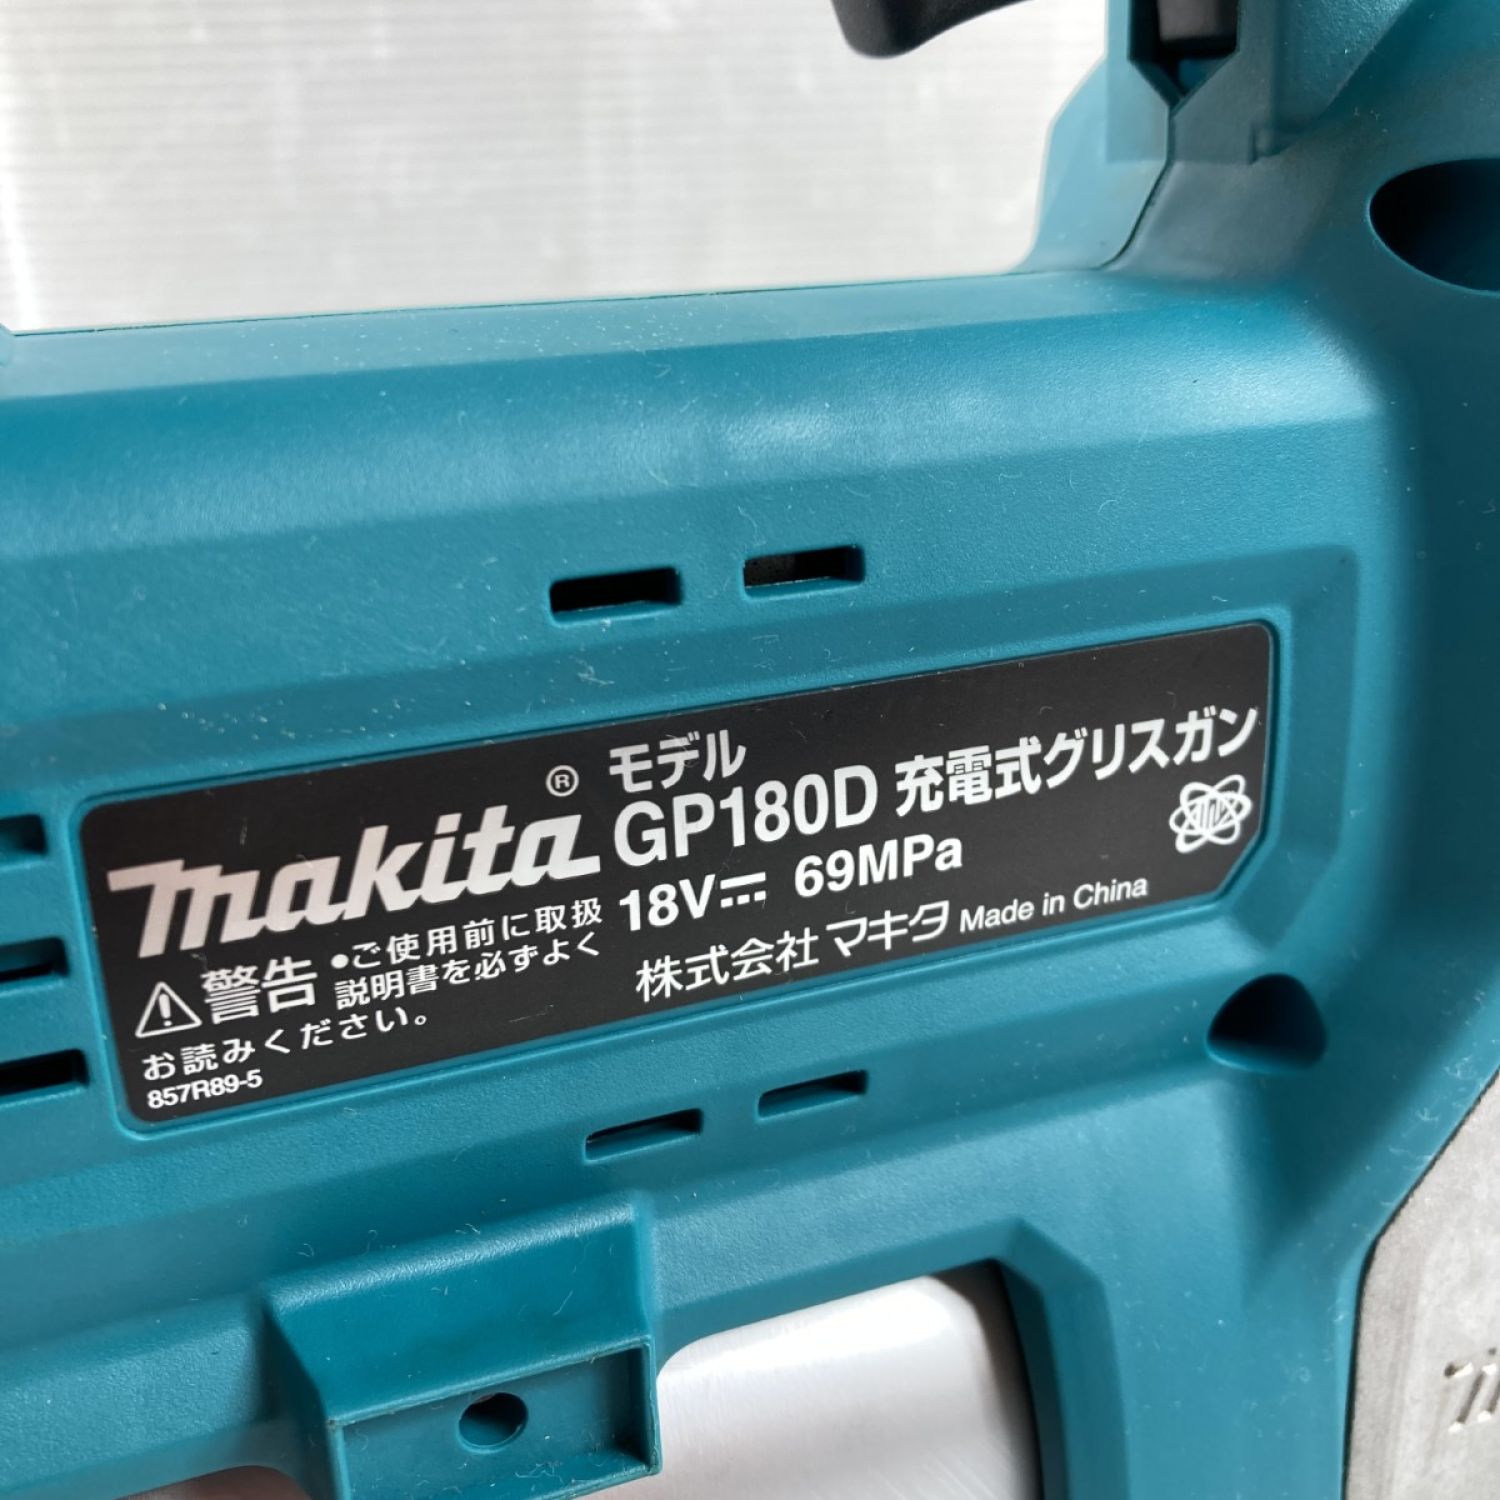 makita®
モデル
GP180D 充電式グリスガン
18V⎓ 69MPa
株式会社 マキタ Made in China
警告 ●ご使用前に取扱
説明書を必ずよく
お読みください。
857R89-5